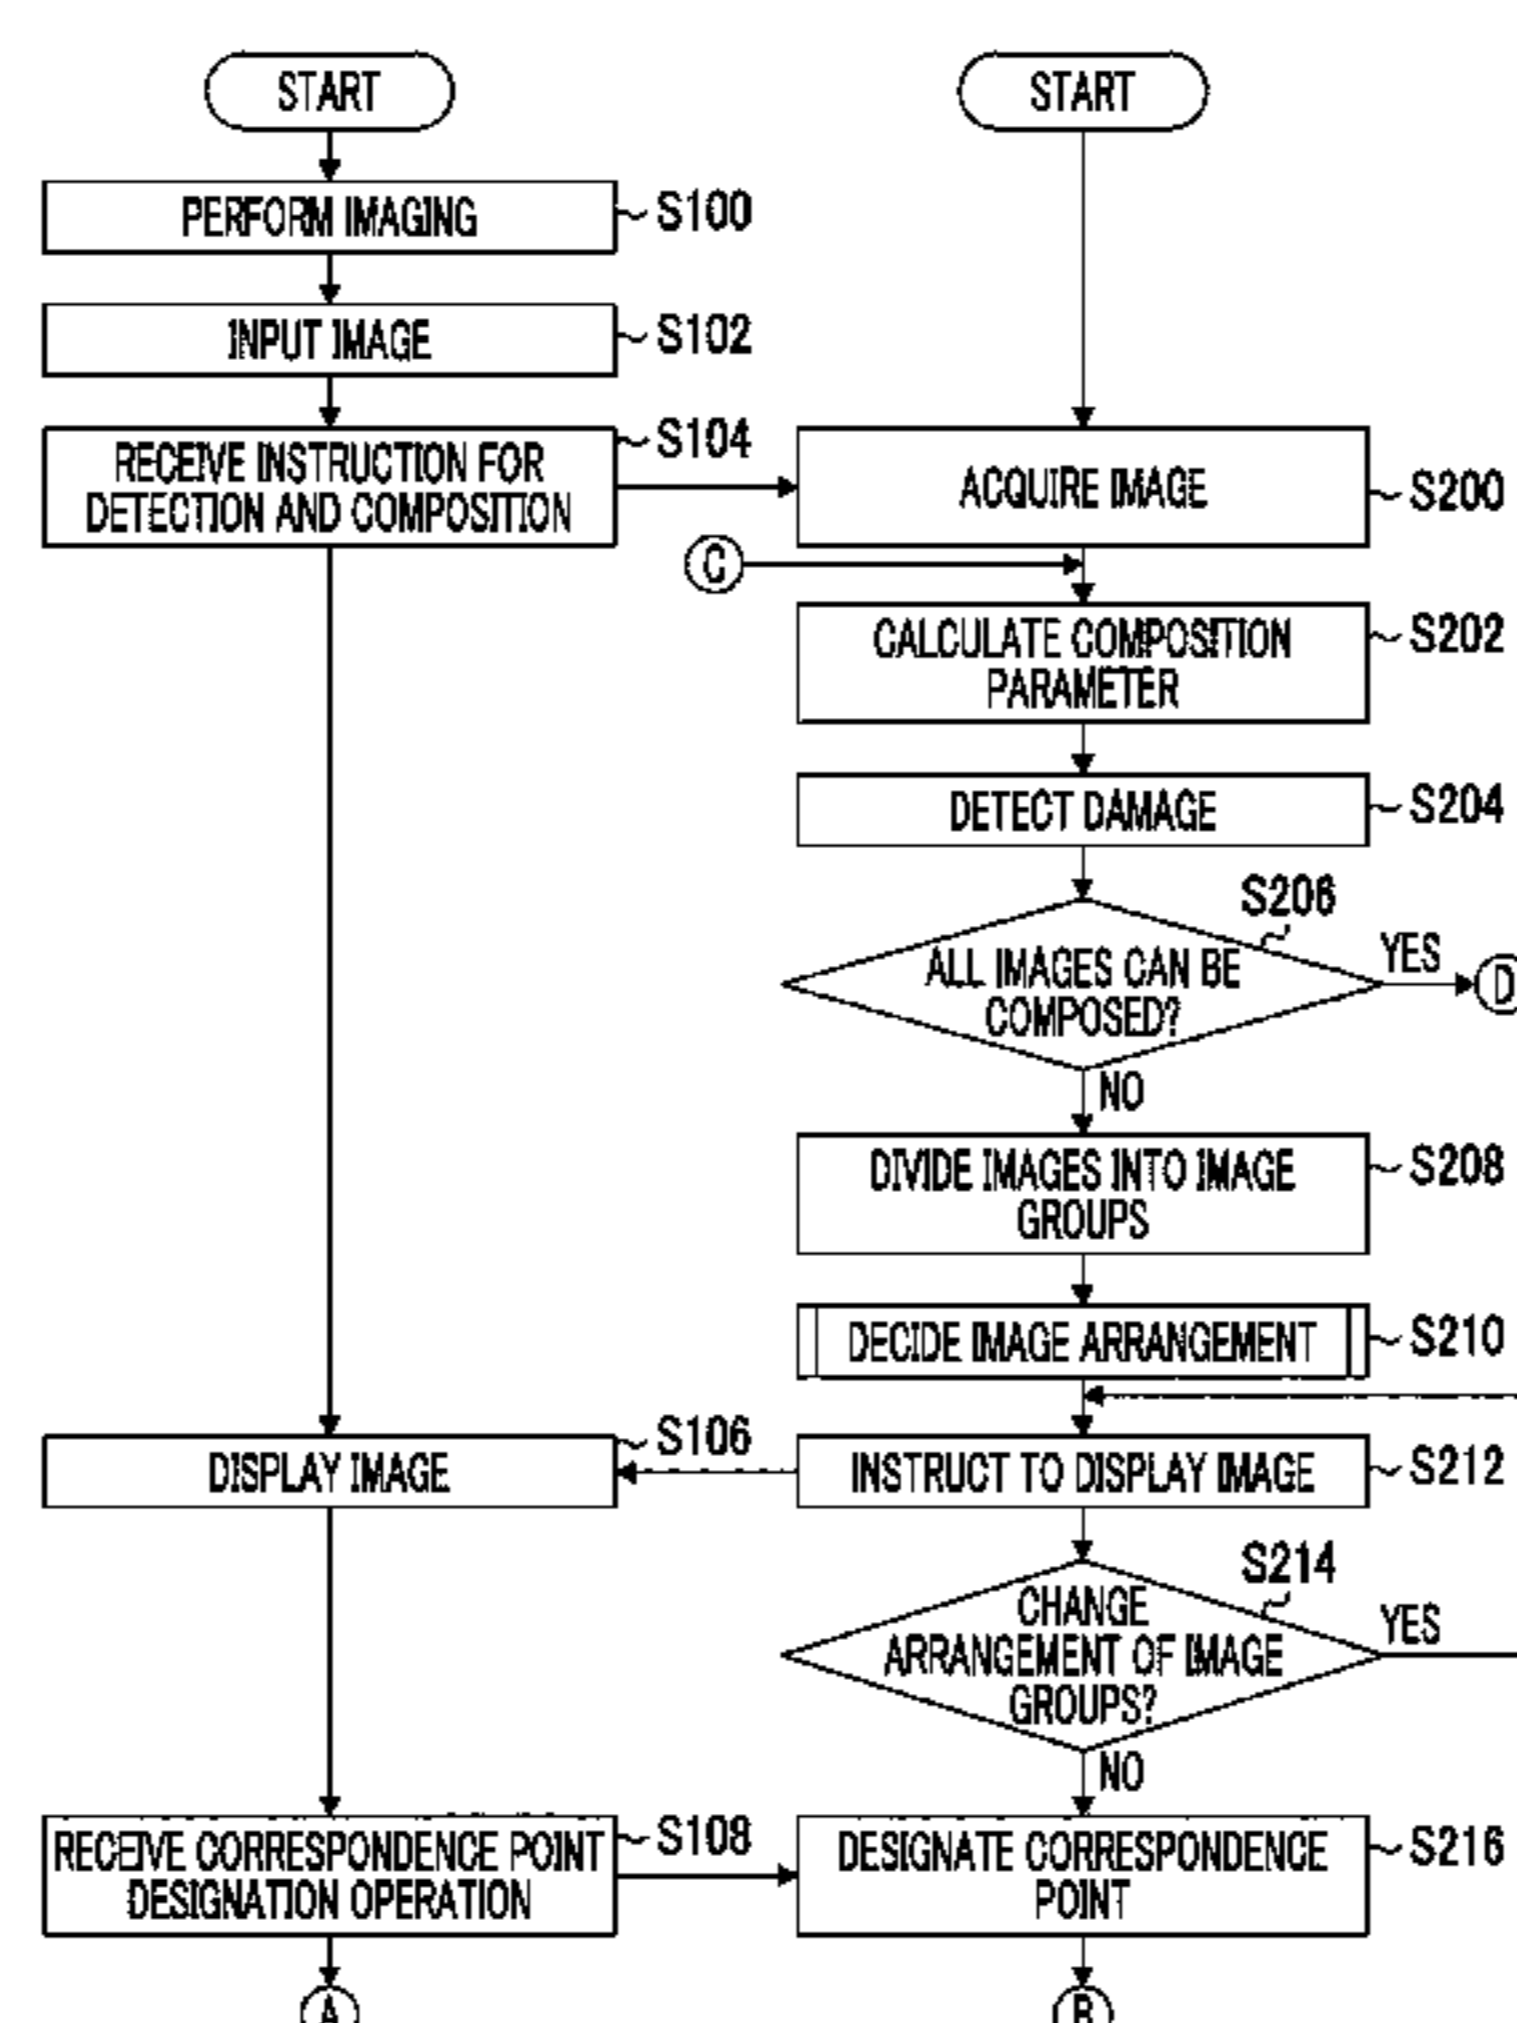 START
START
PERFORM IMAGING
S100
INPUT IMAGE
S102
RECEIVE INSTRUCTION FOR
DETECTION AND COMPOSITION
S104
ACQUIRE IMAGE
S200
C
CALCULATE COMPOSITION
PARAMETER
S202
DETECT DAMAGE
S204
S206
ALL IMAGES CAN BE
COMPOSED?
YES
D
NO
DIVIDE IMAGES INTO IMAGE
GROUPS
S208
DECIDE IMAGE ARRANGEMENT
S210
DISPLAY IMAGE
S106
INSTRUCT TO DISPLAY IMAGE
S212
S214
CHANGE
ARRANGEMENT OF IMAGE
GROUPS?
YES
NO
RECEIVE CORRESPONDENCE POINT
DESIGNATION OPERATION
S108
DESIGNATE CORRESPONDENCE
POINT
S216
A
B